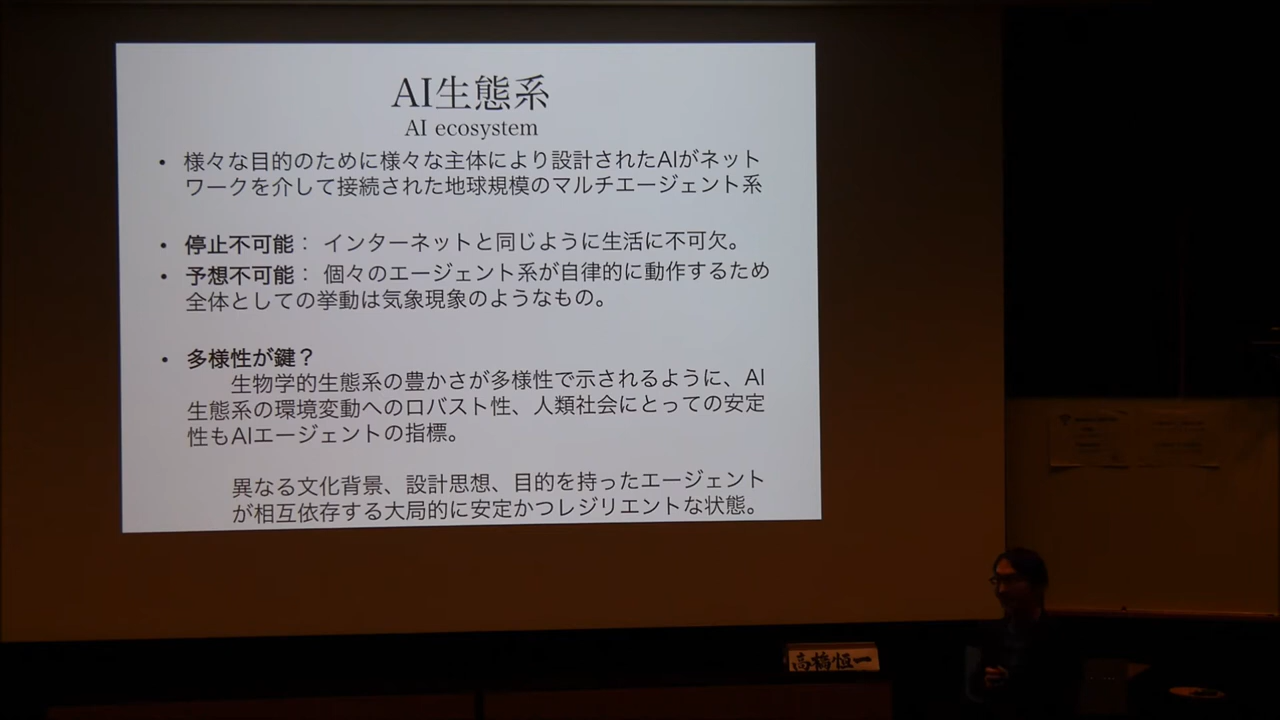 AI生態系
AI ecosystem
• 様々な目的のために様々な主体により設計されたAIがネット
ワークを介して接続された地球規模のマルチエージェント系
• 停止不可能： インターネットと同じように生活に不可欠。
• 予想不可能： 個々のエージェント系が自律的に動作するため
全体としての挙動は気象現象のようなもの。
• 多様性が鍵？
生物学的生態系の豊かさが多様性で示されるように、AI
生態系の環境変動へのロバスト性、人類社会にとっての安定
性もAIエージェントの指標。
異なる文化背景、設計思想、目的を持ったエージェント
が相互依存する大局的に安定かつレジリエントな状態。
高橋恒一